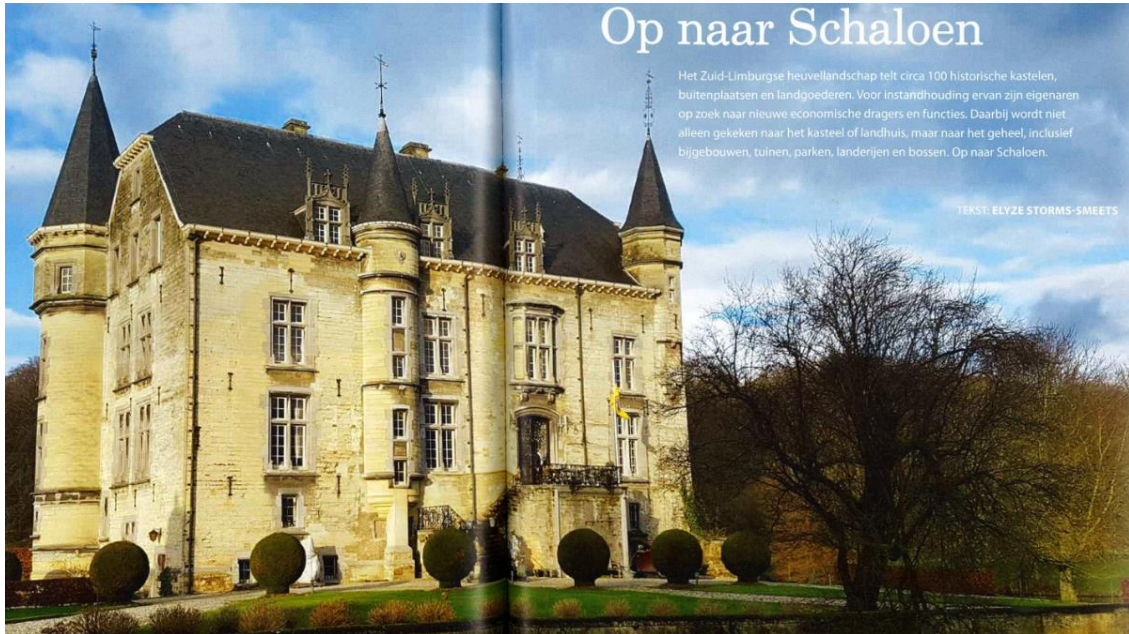 Op naar Schaloen
Het Zuid-Limburgse heuvellandschap telt circa 100 historische kastelen,
buitenplaatsen en landgoederen. Voor instandhouding ervan zijn eigenaren
op zoek naar nieuwe economische dragers en functies. Daarbij wordt niet
alleen gekeken naar het kasteel of landhuis, maar naar het geheel, inclusief
bijgebouwen, tuinen, parken, landerijen en bossen. Op naar Schaloen.
TEKST: ELYZE STORMS-SMEETS